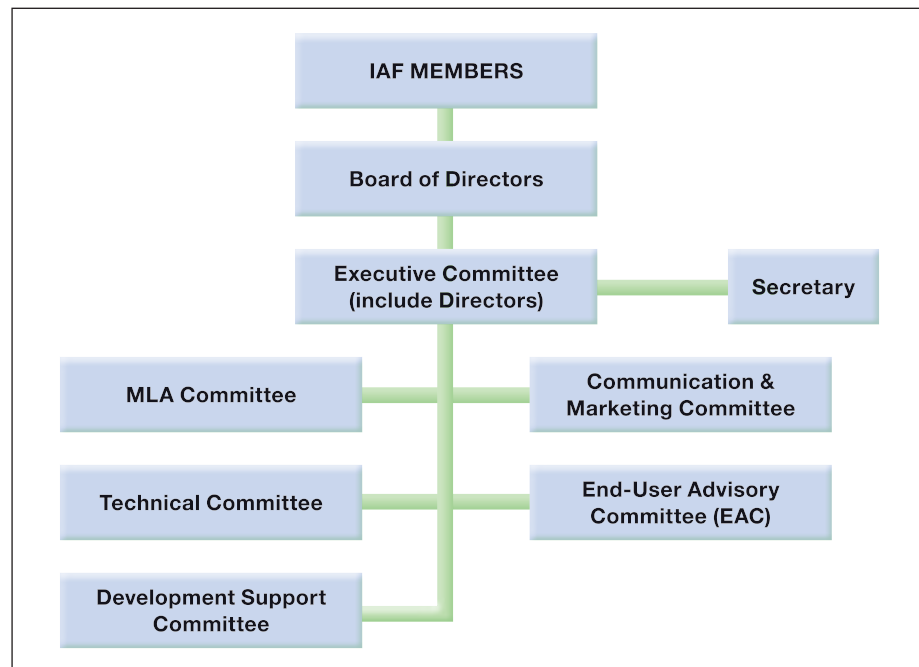 IAF MEMBERS
Board of Directors
Executive Committee
(include Directors)
Secretary
MLA Committee
Communication &
Marketing Committee
Technical Committee
End-User Advisory
Committee (EAC)
Development Support
Committee